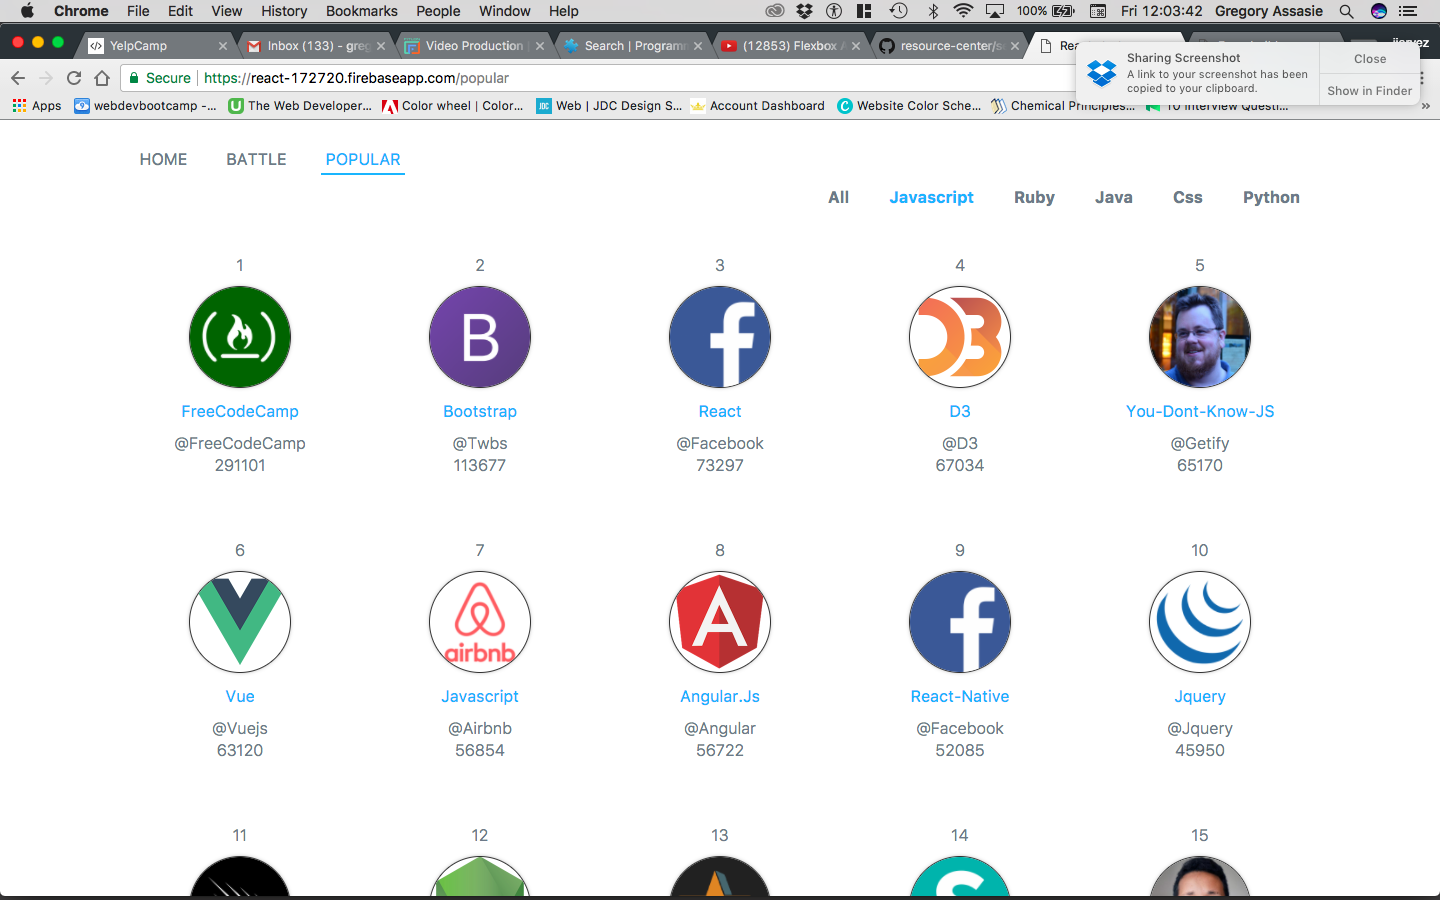 Chrome File Edit View History Bookmarks People Window Help 100% Fri 12:03:42 Gregory Assasie
YelpCamp
Inbox (133) - greg
Video Production
Search | Program
(12853) Flexbox
resource-center/s
Rea
Sharing Screenshot
A link to your screenshot has been
copied to your clipboard.
Close
Show in Finder
Secure https://react-172720.firebaseapp.com/popular
Apps webdevbootcamp -... The Web Developer... Color wheel | Color... Web | JDC Design S... Account Dashboard Website Color Sche... Chemical Principles... 10 Interview Questi...
HOME BATTLE POPULAR
All Javascript Ruby Java Css Python
1 2 3 4 5
B f D3
FreeCodeCamp Bootstrap React D3 You-Dont-Know-JS
@FreeCodeCamp @Twbs @Facebook @D3 @Getify
291101 113677 73297 67034 65170
6 7 8 9 10
airbnb A f
Vue Javascript Angular.Js React-Native Jquery
@Vuejs @Airbnb @Angular @Facebook @Jquery
63120 56854 56722 52085 45950
11 12 13 14 15